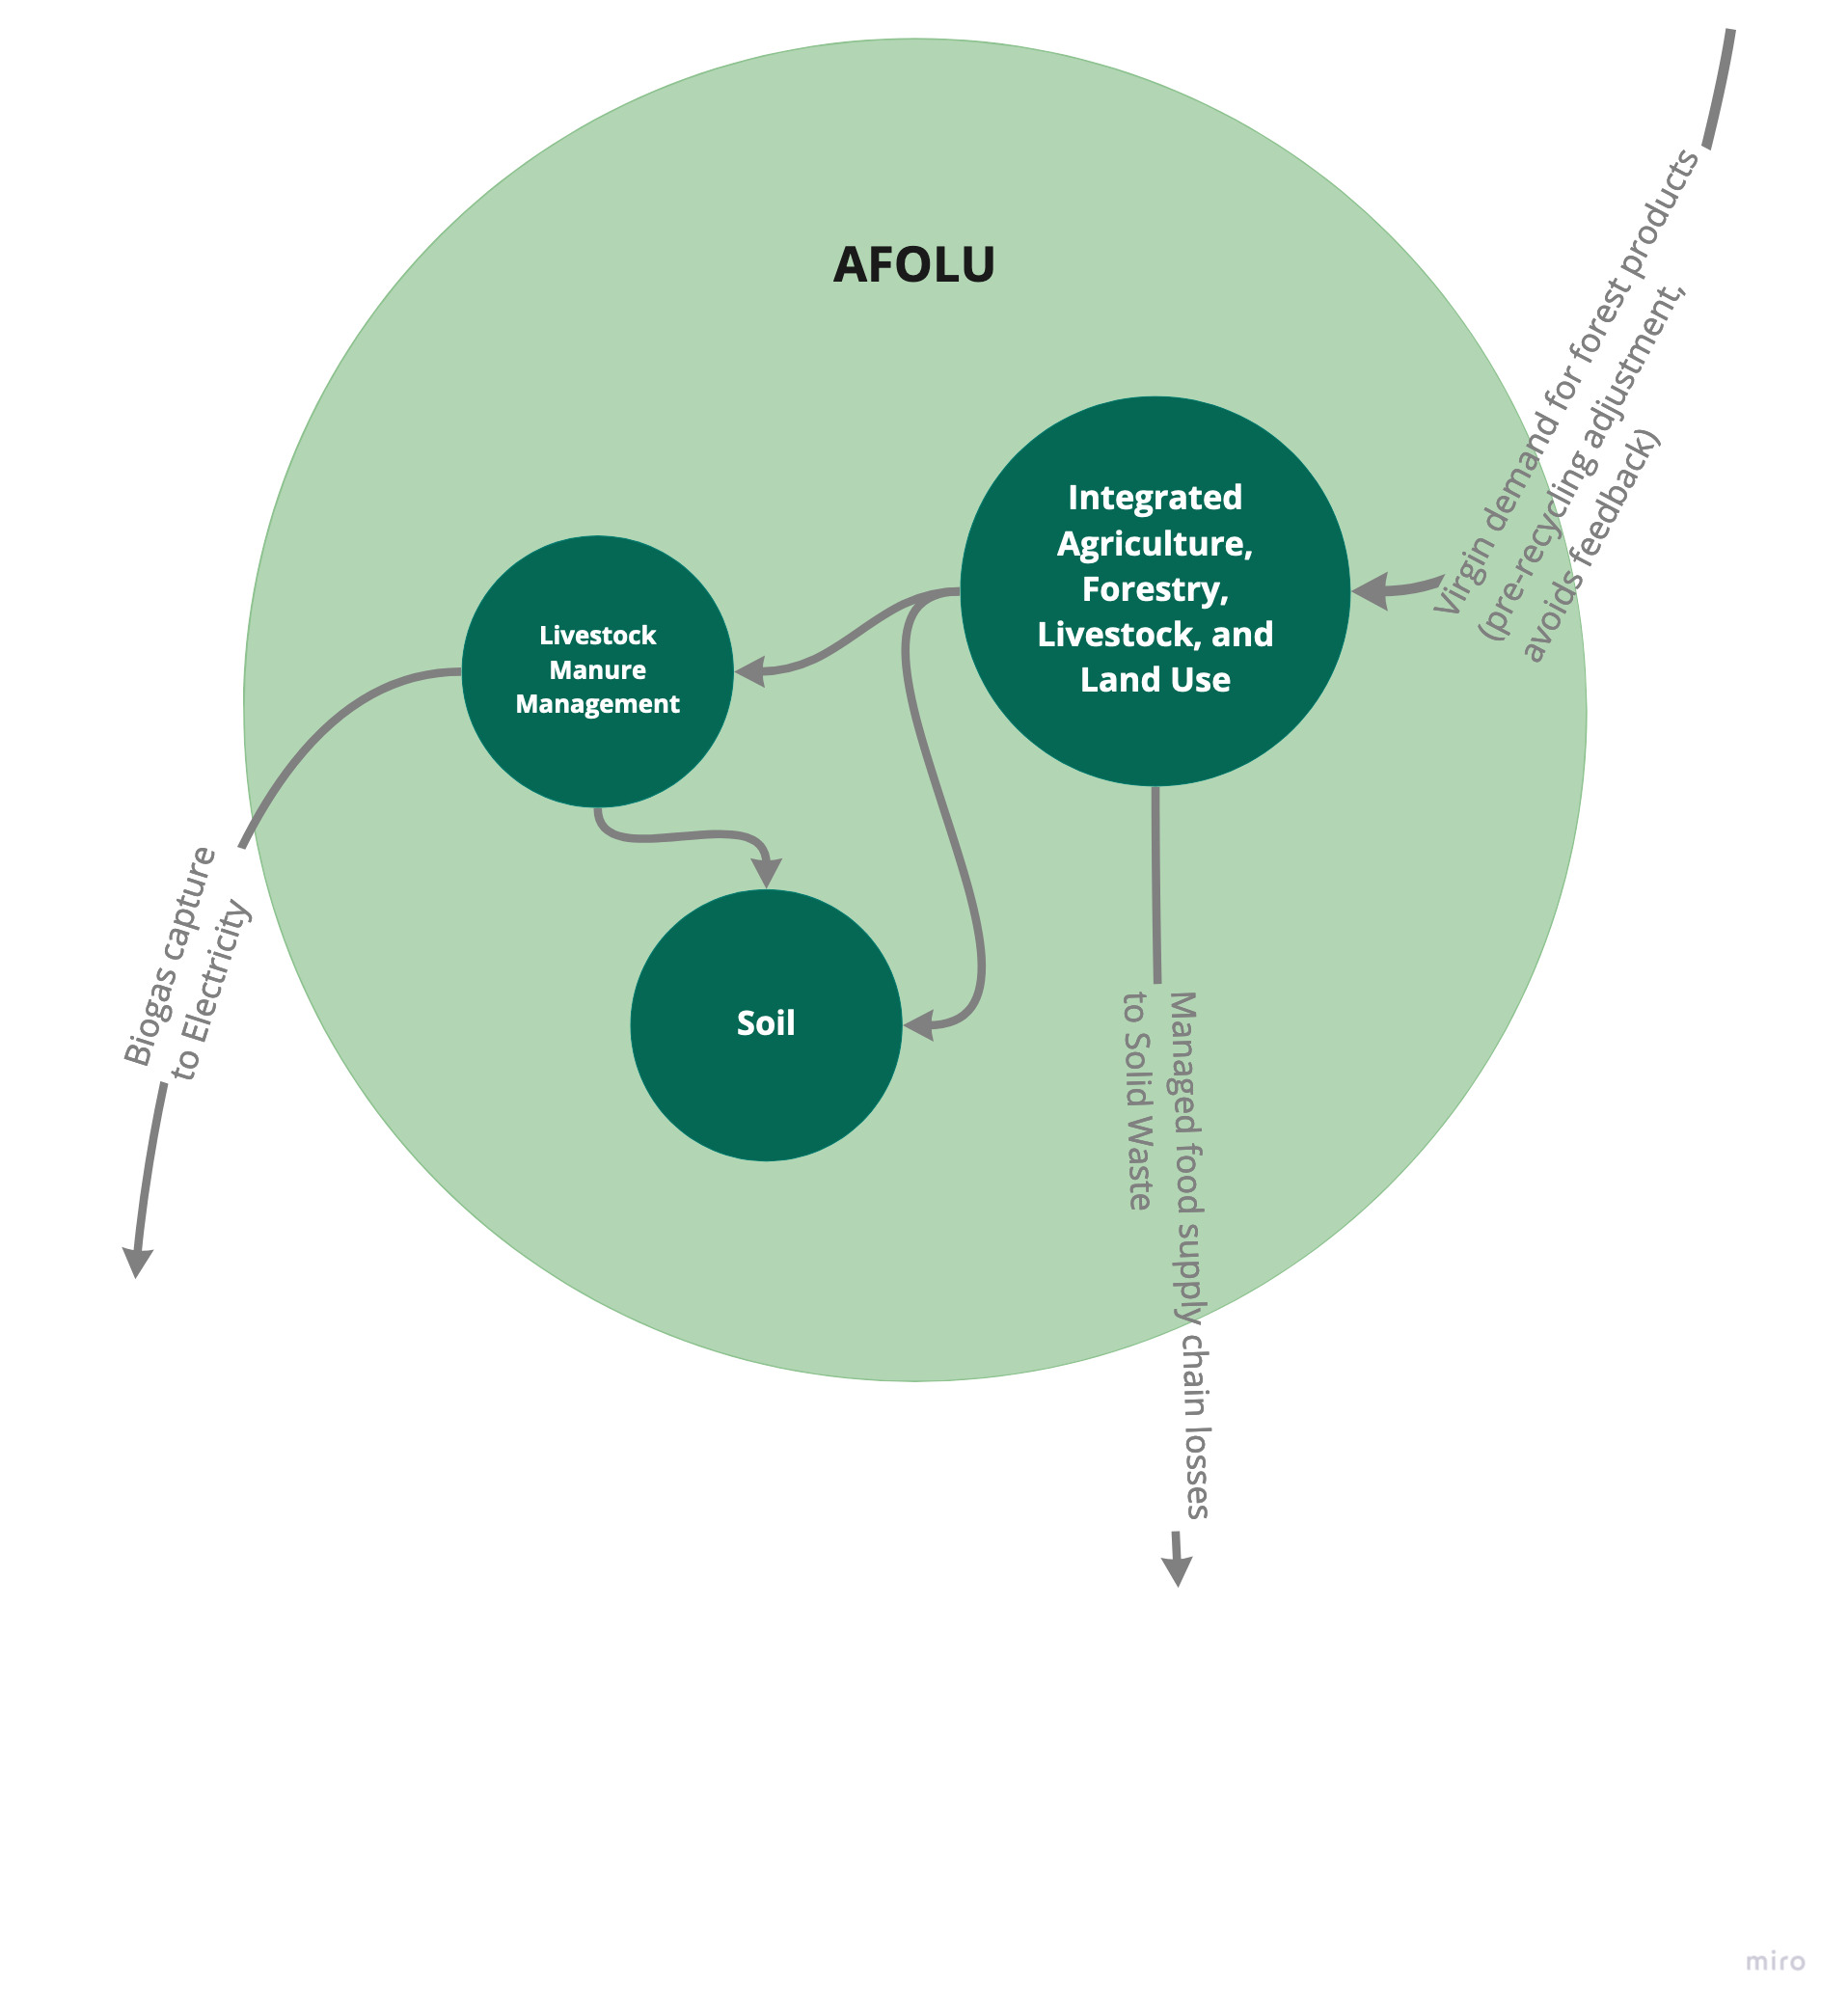 AFOLU
Virgin demand for forest products
(pre-recycling adjustment,
avoids feedback)
Integrated
Agriculture,
Forestry,
Livestock, and
Land Use
Livestock
Manure
Management
Biogas capture
to Electricity
Soil
Managed food supply chain losses
to Solid Waste
miro